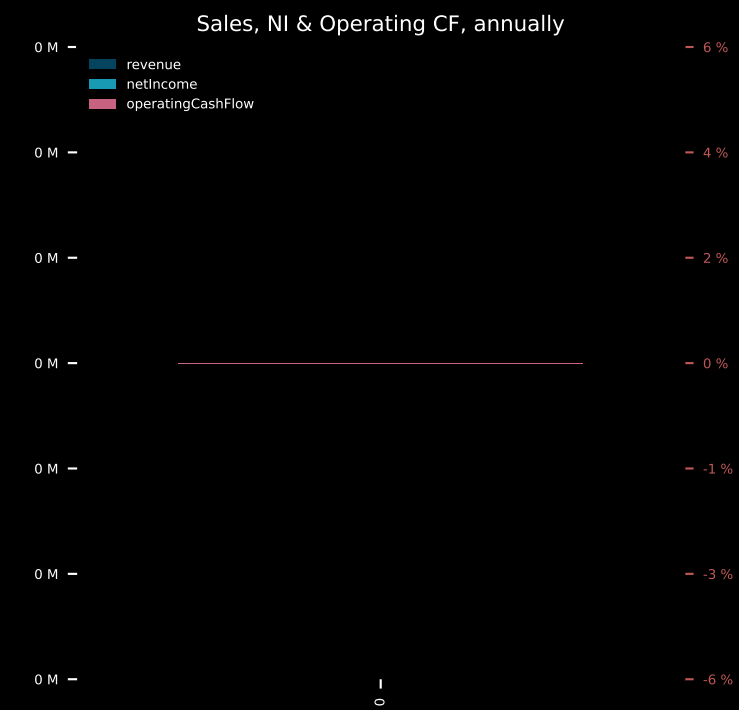 Sales, NI & Operating CF, annually
0 M
6 %
revenue
netIncome
operatingCashFlow
0 M
4 %
0 M
2 %
0 M
0 %
0 M
-1 %
0 M
-3 %
0 M
-6 %
0